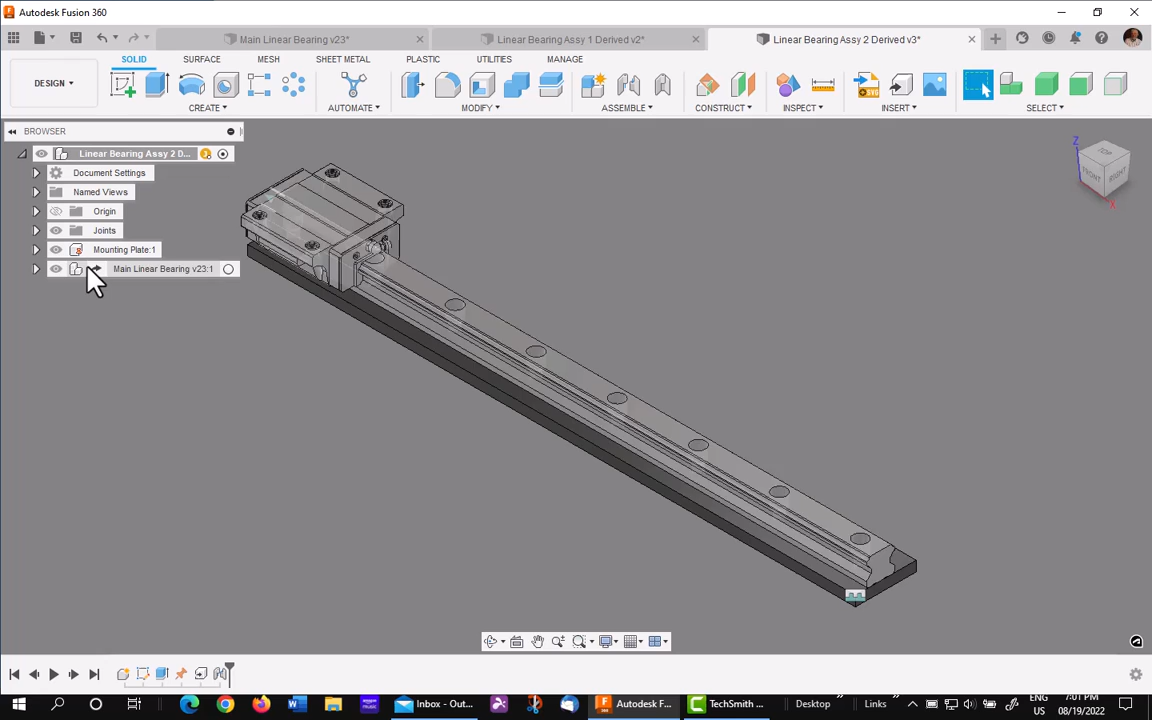 Autodesk Fusion 360
Main Linear Bearing v23*
Linear Bearing Assy 1 Derived v2*
Linear Bearing Assy 2 Derived v3*
DESIGN
SOLID
SURFACE
MESH
SHEET METAL
PLASTIC
UTILITIES
MANAGE
CREATE
AUTOMATE
MODIFY
ASSEMBLE
CONSTRUCT
INSPECT
INSERT
SELECT
BROWSER
Linear Bearing Assy 2 D...
Document Settings
Named Views
Origin
Joints
Mounting Plate:1
Main Linear Bearing v23:1
Z
TOP
FRONT
RIGHT
X
Inbox - Out...
Autodesk F...
TechSmith ...
Desktop
Links
ENG
US
7:01 PM
08/19/2022